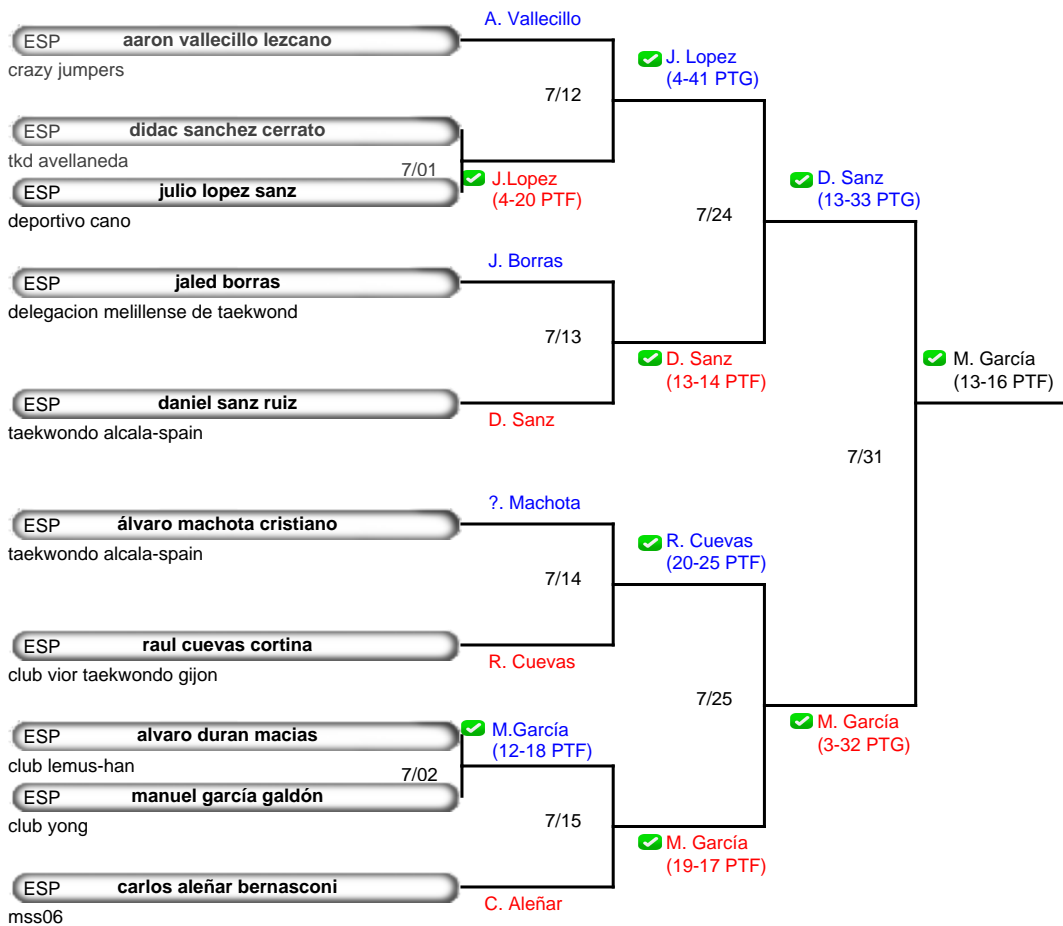 A. Vallecillo
ESP aaron vallecillo lezcano
crazy jumpers
J. Lopez
(4-41 PTG)
7/12
ESP didac sanchez cerrato
tkd avellaneda
7/01
J.Lopez
(4-20 PTF)
ESP julio lopez sanz
deportivo cano
D. Sanz
(13-33 PTG)
7/24
J. Borras
ESP jaled borras
delegacion melillense de taekwond
7/13
D. Sanz
(13-14 PTF)
M. García
(13-16 PTF)
ESP daniel sanz ruiz
taekwondo alcala-spain
D. Sanz
7/31
?. Machota
ESP álvaro machota cristiano
taekwondo alcala-spain
R. Cuevas
(20-25 PTF)
7/14
ESP raul cuevas cortina
club vior taekwondo gijon
R. Cuevas
7/25
M. García
(3-32 PTG)
ESP alvaro duran macias
club lemus-han
M.García
(12-18 PTF)
7/02
ESP manuel garcía galdón
club yong
7/15
M. García
(19-17 PTF)
ESP carlos aleñar bernasconi
mss06
C. Aleñar